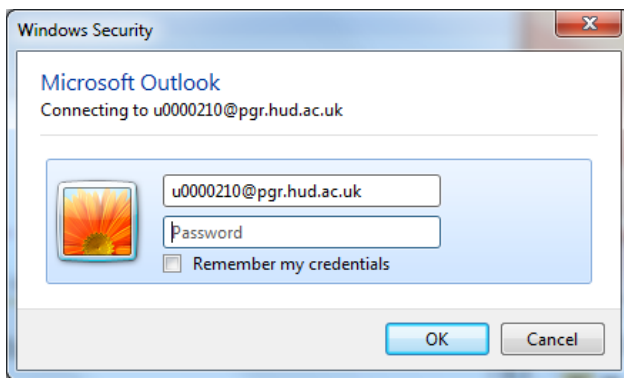 Windows Security
Microsoft Outlook
Connecting to u0000210@pgr.hud.ac.uk
u0000210@pgr.hud.ac.uk
Password
Remember my credentials
OK Cancel